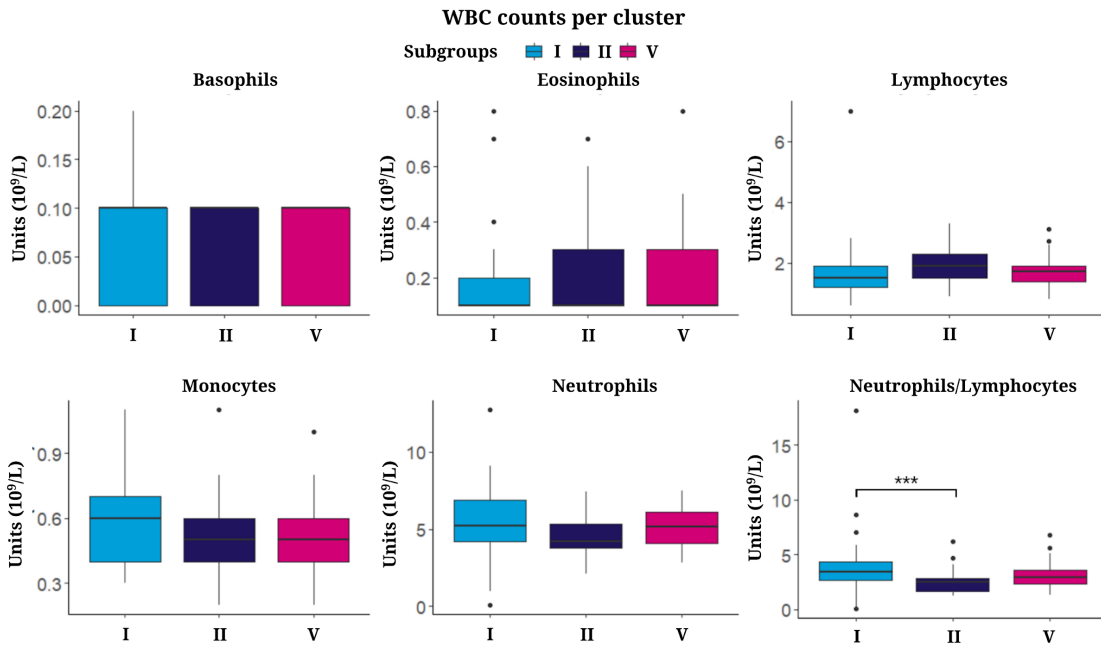 WBC counts per cluster
Subgroups I II V
Basophils
Eosinophils
Lymphocytes
Units (10⁹/L)
0.20
0.15
0.10
0.05
0.00
I II V
Units (10⁹/L)
0.8
0.6
0.4
0.2
I II V
Units (10⁹/L)
6
4
2
I II V
Monocytes
Neutrophils
Neutrophils/Lymphocytes
Units (10⁹/L)
0.9
0.6
0.3
I II V
Units (10⁹/L)
10
5
0
I II V
Units (10⁹/L)
15
10
5
0
***
I II V